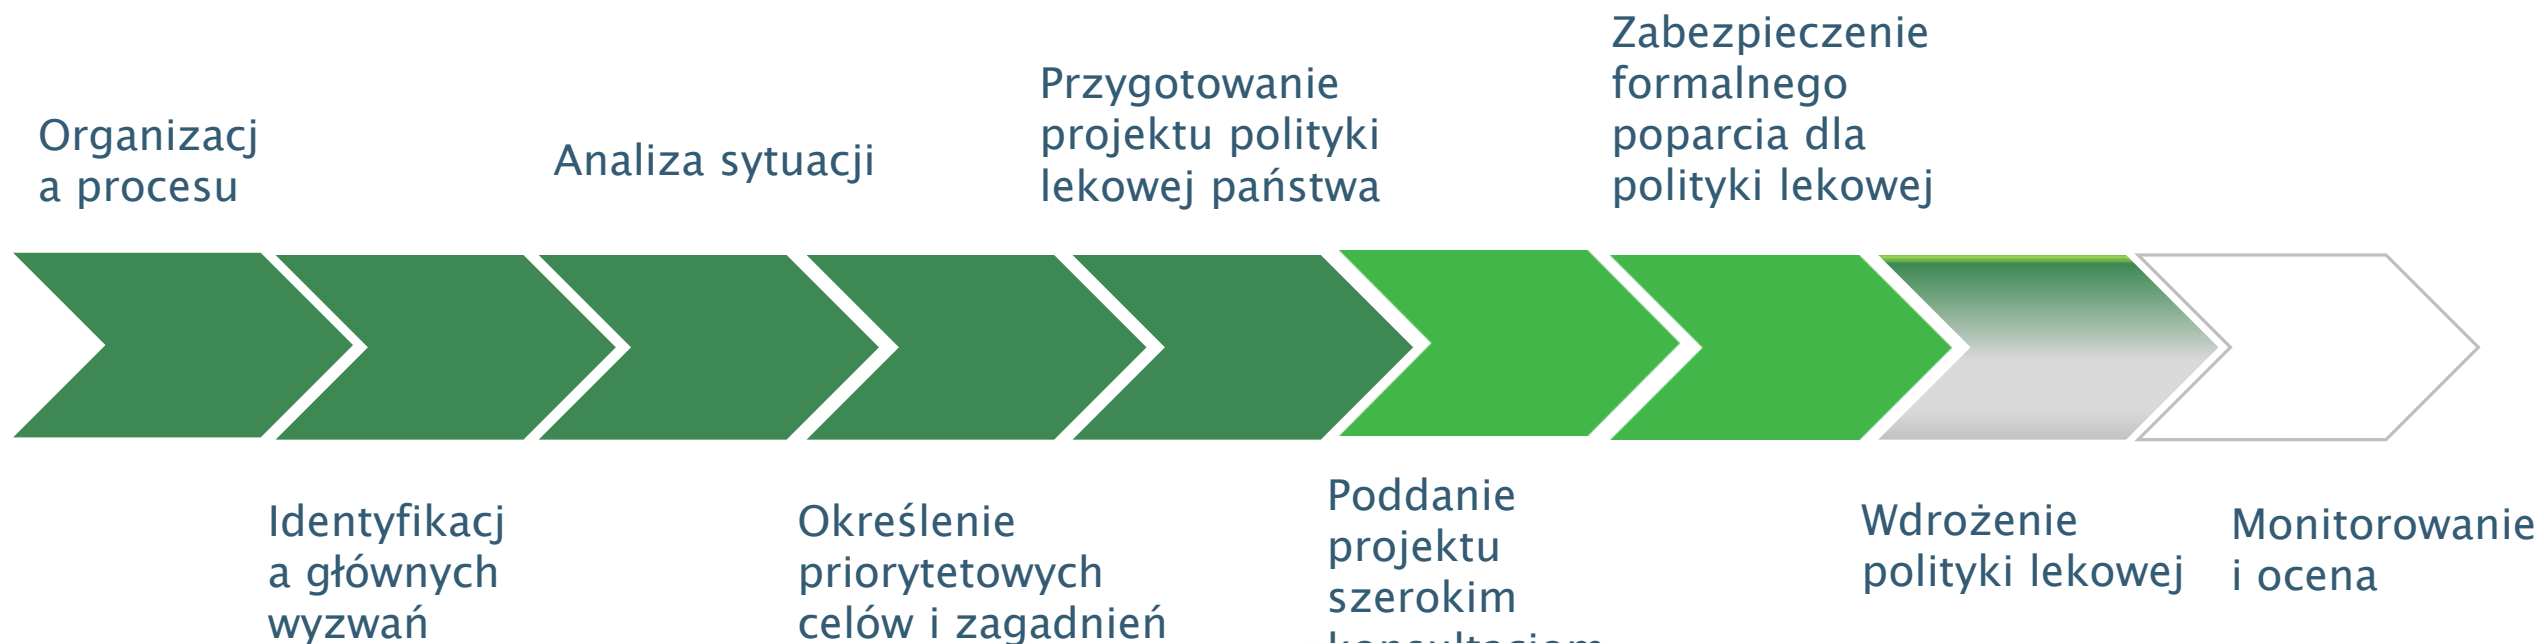 Organizacj
a procesu
Identyfikacj
a głównych
wyzwań
Analiza sytuacji
Określenie
priorytetowych
celów i zagadnień
Przygotowanie
projektu polityki
lekowej państwa
Poddanie
projektu
szerokim
Zabezpieczenie
formalnego
poparcia dla
polityki lekowej
Wdrożenie
polityki lekowej
Monitorowanie
i ocena